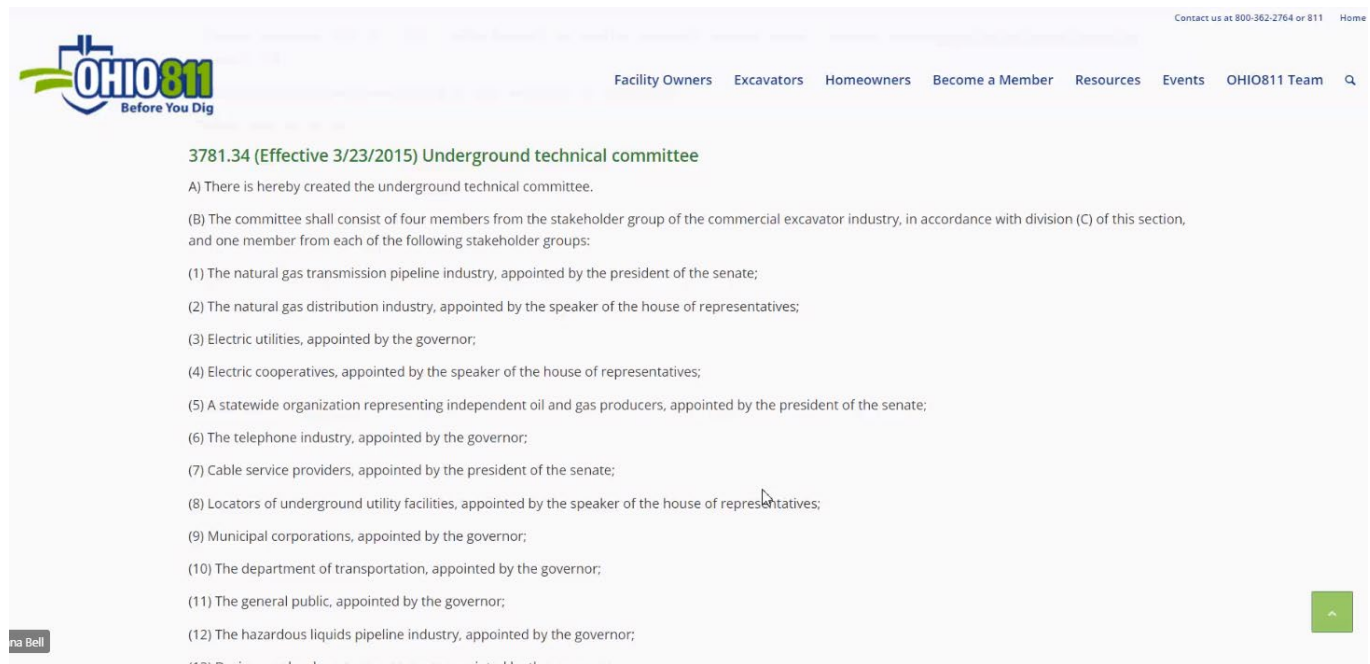 Contact us at 800-362-2764 or 811 Home
OHIO811
Before You Dig
Facility Owners Excavators Homeowners Become a Member Resources Events OHIO811 Team
3781.34 (Effective 3/23/2015) Underground technical committee
A) There is hereby created the underground technical committee.
(B) The committee shall consist of four members from the stakeholder group of the commercial excavator industry, in accordance with division (C) of this section,
and one member from each of the following stakeholder groups:
(1) The natural gas transmission pipeline industry, appointed by the president of the senate;
(2) The natural gas distribution industry, appointed by the speaker of the house of representatives;
(3) Electric utilities, appointed by the governor;
(4) Electric cooperatives, appointed by the speaker of the house of representatives;
(5) A statewide organization representing independent oil and gas producers, appointed by the president of the senate;
(6) The telephone industry, appointed by the governor;
(7) Cable service providers, appointed by the president of the senate;
(8) Locators of underground utility facilities, appointed by the speaker of the house of representatives;
(9) Municipal corporations, appointed by the governor;
(10) The department of transportation, appointed by the governor;
(11) The general public, appointed by the governor;
(12) The hazardous liquids pipeline industry, appointed by the governor;
na Bell